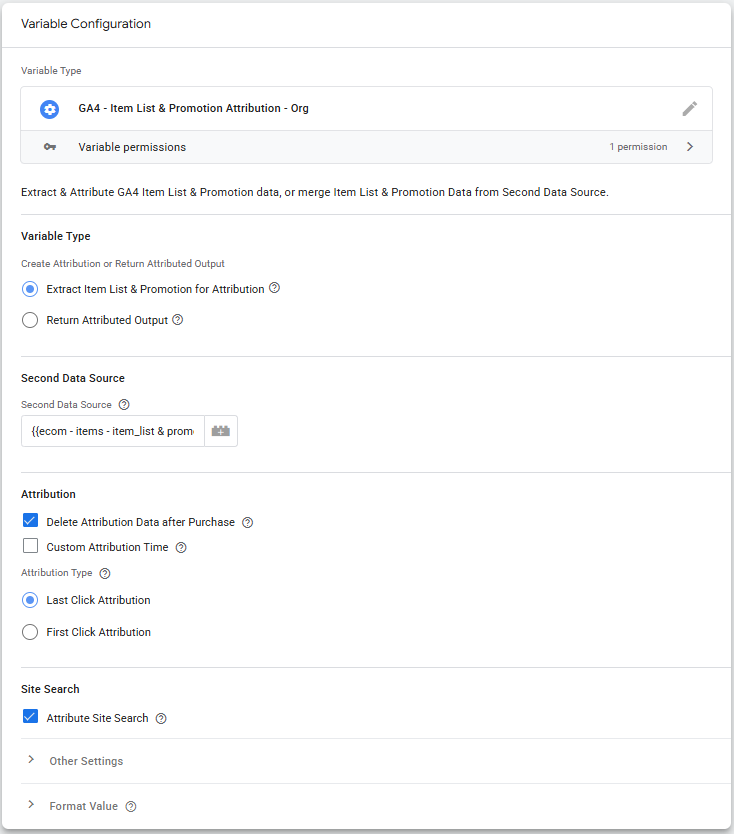 Variable Configuration
Variable Type
GA4 - Item List & Promotion Attribution - Org
Variable permissions 1 permission
Extract & Attribute GA4 Item List & Promotion data, or merge Item List & Promotion Data from Second Data Source.
Variable Type
Create Attribution or Return Attributed Output
Extract Item List & Promotion for Attribution
Return Attributed Output
Second Data Source
Second Data Source
{{ecom - items - item_list & prom
Attribution
Delete Attribution Data after Purchase
Custom Attribution Time
Attribution Type
Last Click Attribution
First Click Attribution
Site Search
Attribute Site Search
Other Settings
Format Value